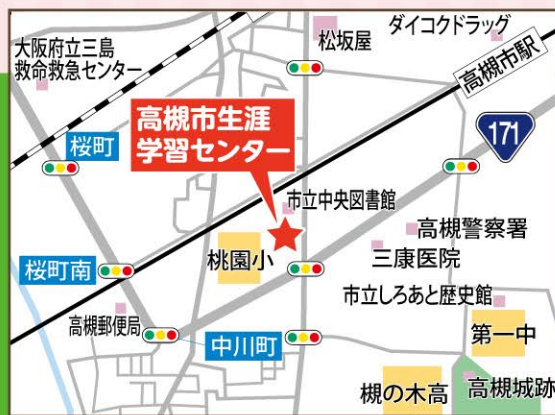 大阪府立三島
救命救急センター
松坂屋
ダイコクドラッグ
高槻市駅
171
桜町
高槻市生涯
学習センター
市立中央図書館
高槻警察署
三康医院
桃園小
桜町南
市立しろあと歴史館
高槻郵便局
中川町
第一中
槻の木高
高槻城跡